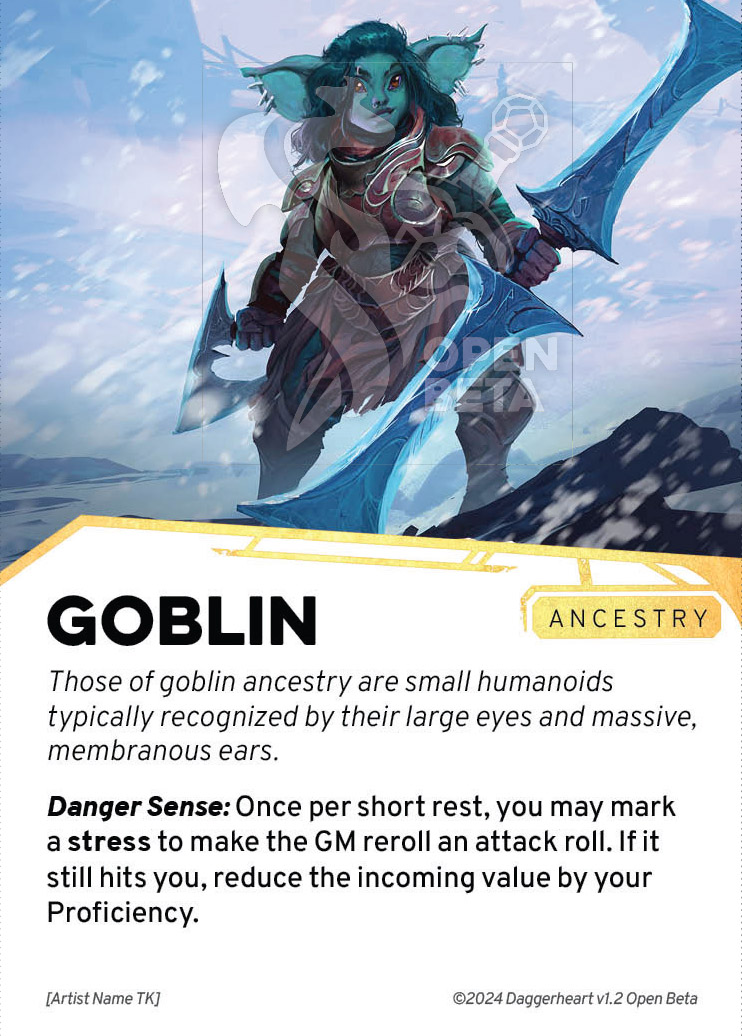 OPEN
BETA
GOBLIN
ANCESTRY
Those of goblin ancestry are small humanoids
typically recognized by their large eyes and massive,
membranous ears.
Danger Sense: Once per short rest, you may mark
a stress to make the GM reroll an attack roll. If it
still hits you, reduce the incoming value by your
Proficiency.
[Artist Name TK]
©2024 Daggerheart v1.2 Open Beta